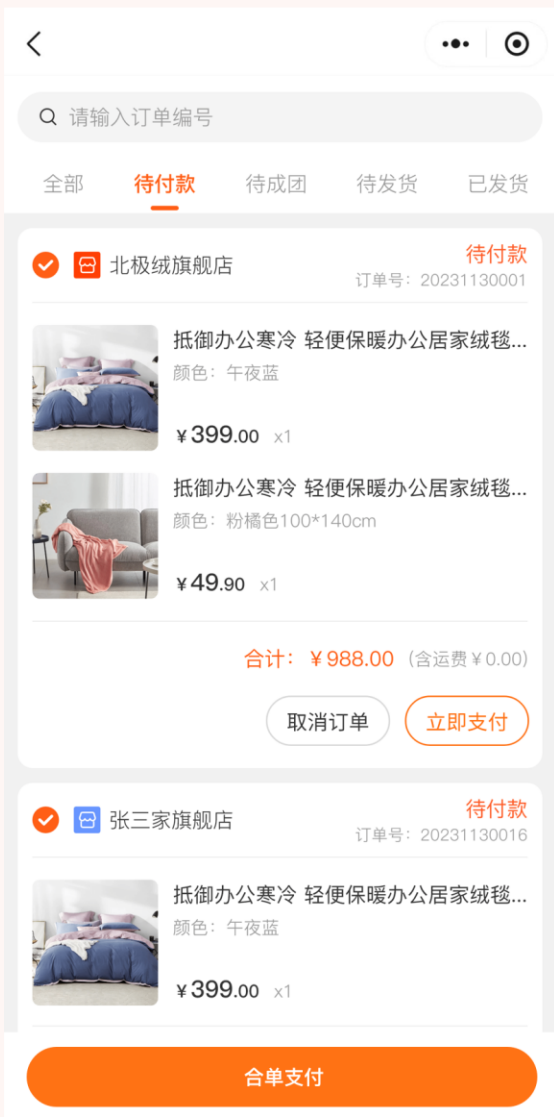 请输入订单编号
全部 待付款 待成团 待发货 已发货
北极绒旗舰店 待付款
订单号：20231130001
抵御办公寒冷 轻便保暖办公居家绒毯...
颜色：午夜蓝
¥399.00 x1
抵御办公寒冷 轻便保暖办公居家绒毯...
颜色：粉橘色100*140cm
¥49.90 x1
合计：¥988.00（含运费¥0.00）
取消订单 立即支付
张三家旗舰店 待付款
订单号：20231130016
抵御办公寒冷 轻便保暖办公居家绒毯...
颜色：午夜蓝
¥399.00 x1
合单支付